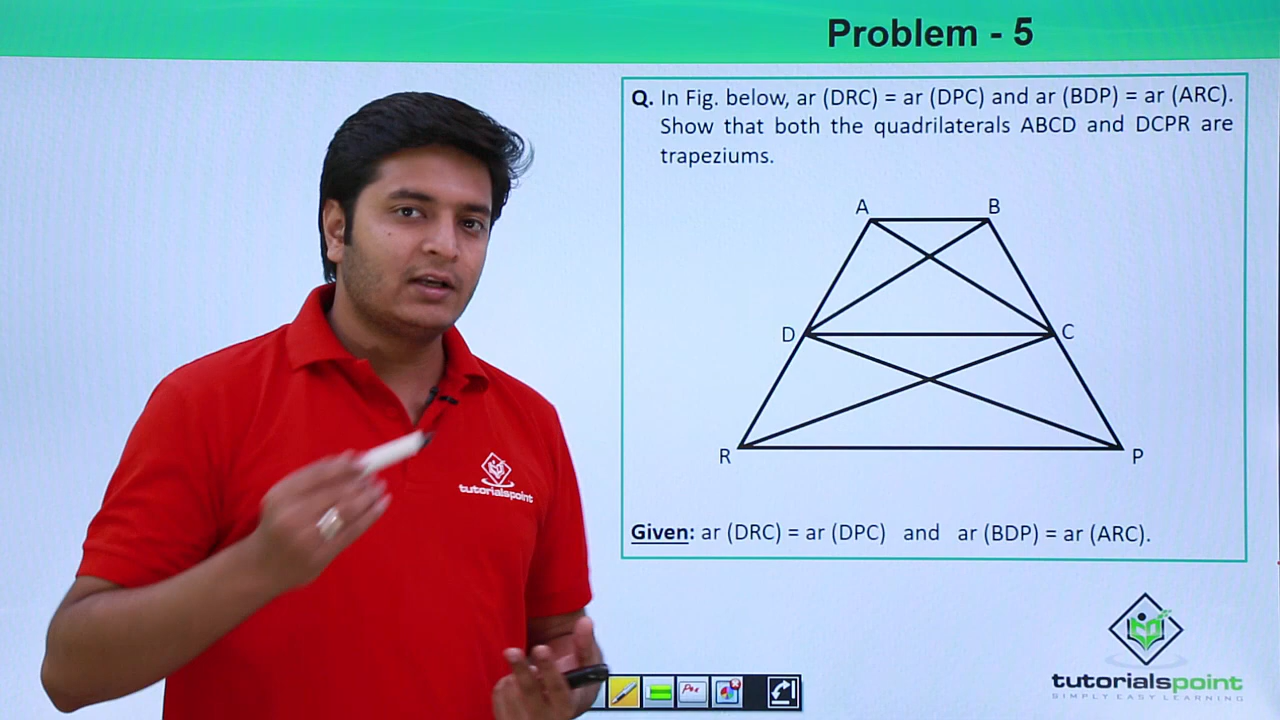 Problem - 5
Q. In Fig. below, ar (DRC) = ar (DPC) and ar (BDP) = ar (ARC).
Show that both the quadrilaterals ABCD and DCPR are
trapeziums.
A B
D C
R P
Given: ar (DRC) = ar (DPC) and ar (BDP) = ar (ARC).
tutorialspoint
tutorialspoint
SIMPLY EASY LEARNING